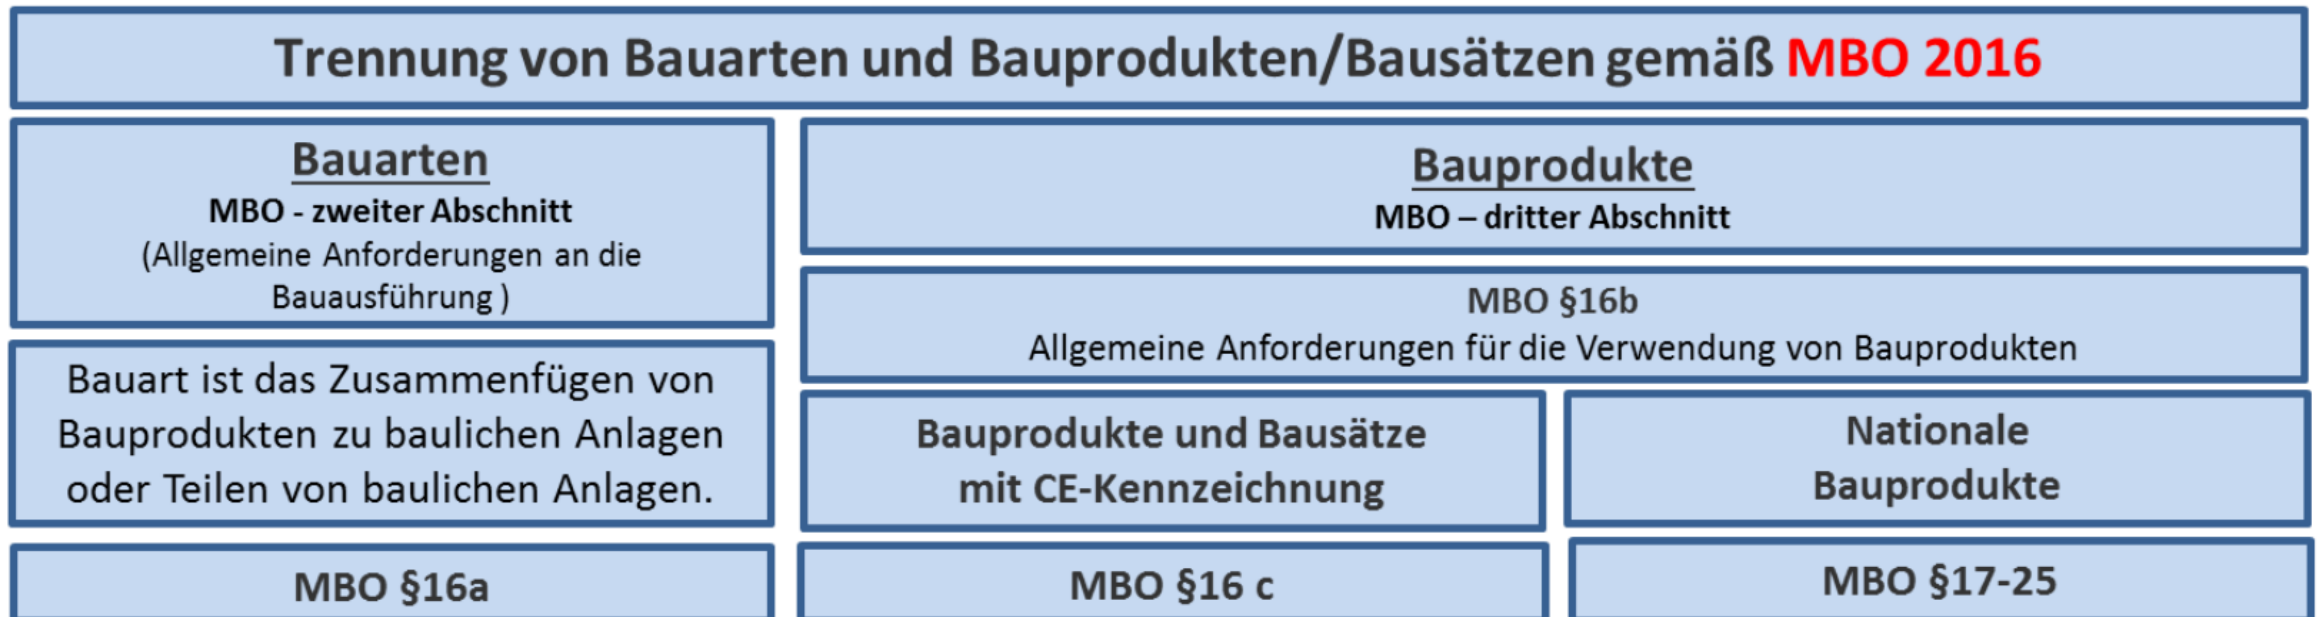 Trennung von Bauarten und Bauprodukten/Bausätzen gemäß MBO 2016
Bauarten
MBO - zweiter Abschnitt
(Allgemeine Anforderungen an die
Bauausführung )
Bauart ist das Zusammenfügen von
Bauprodukten zu baulichen Anlagen
oder Teilen von baulichen Anlagen.
MBO §16a
Bauprodukte
MBO – dritter Abschnitt
MBO §16b
Allgemeine Anforderungen für die Verwendung von Bauprodukten
Bauprodukte und Bausätze
mit CE-Kennzeichnung
MBO §16 c
Nationale
Bauprodukte
MBO §17-25